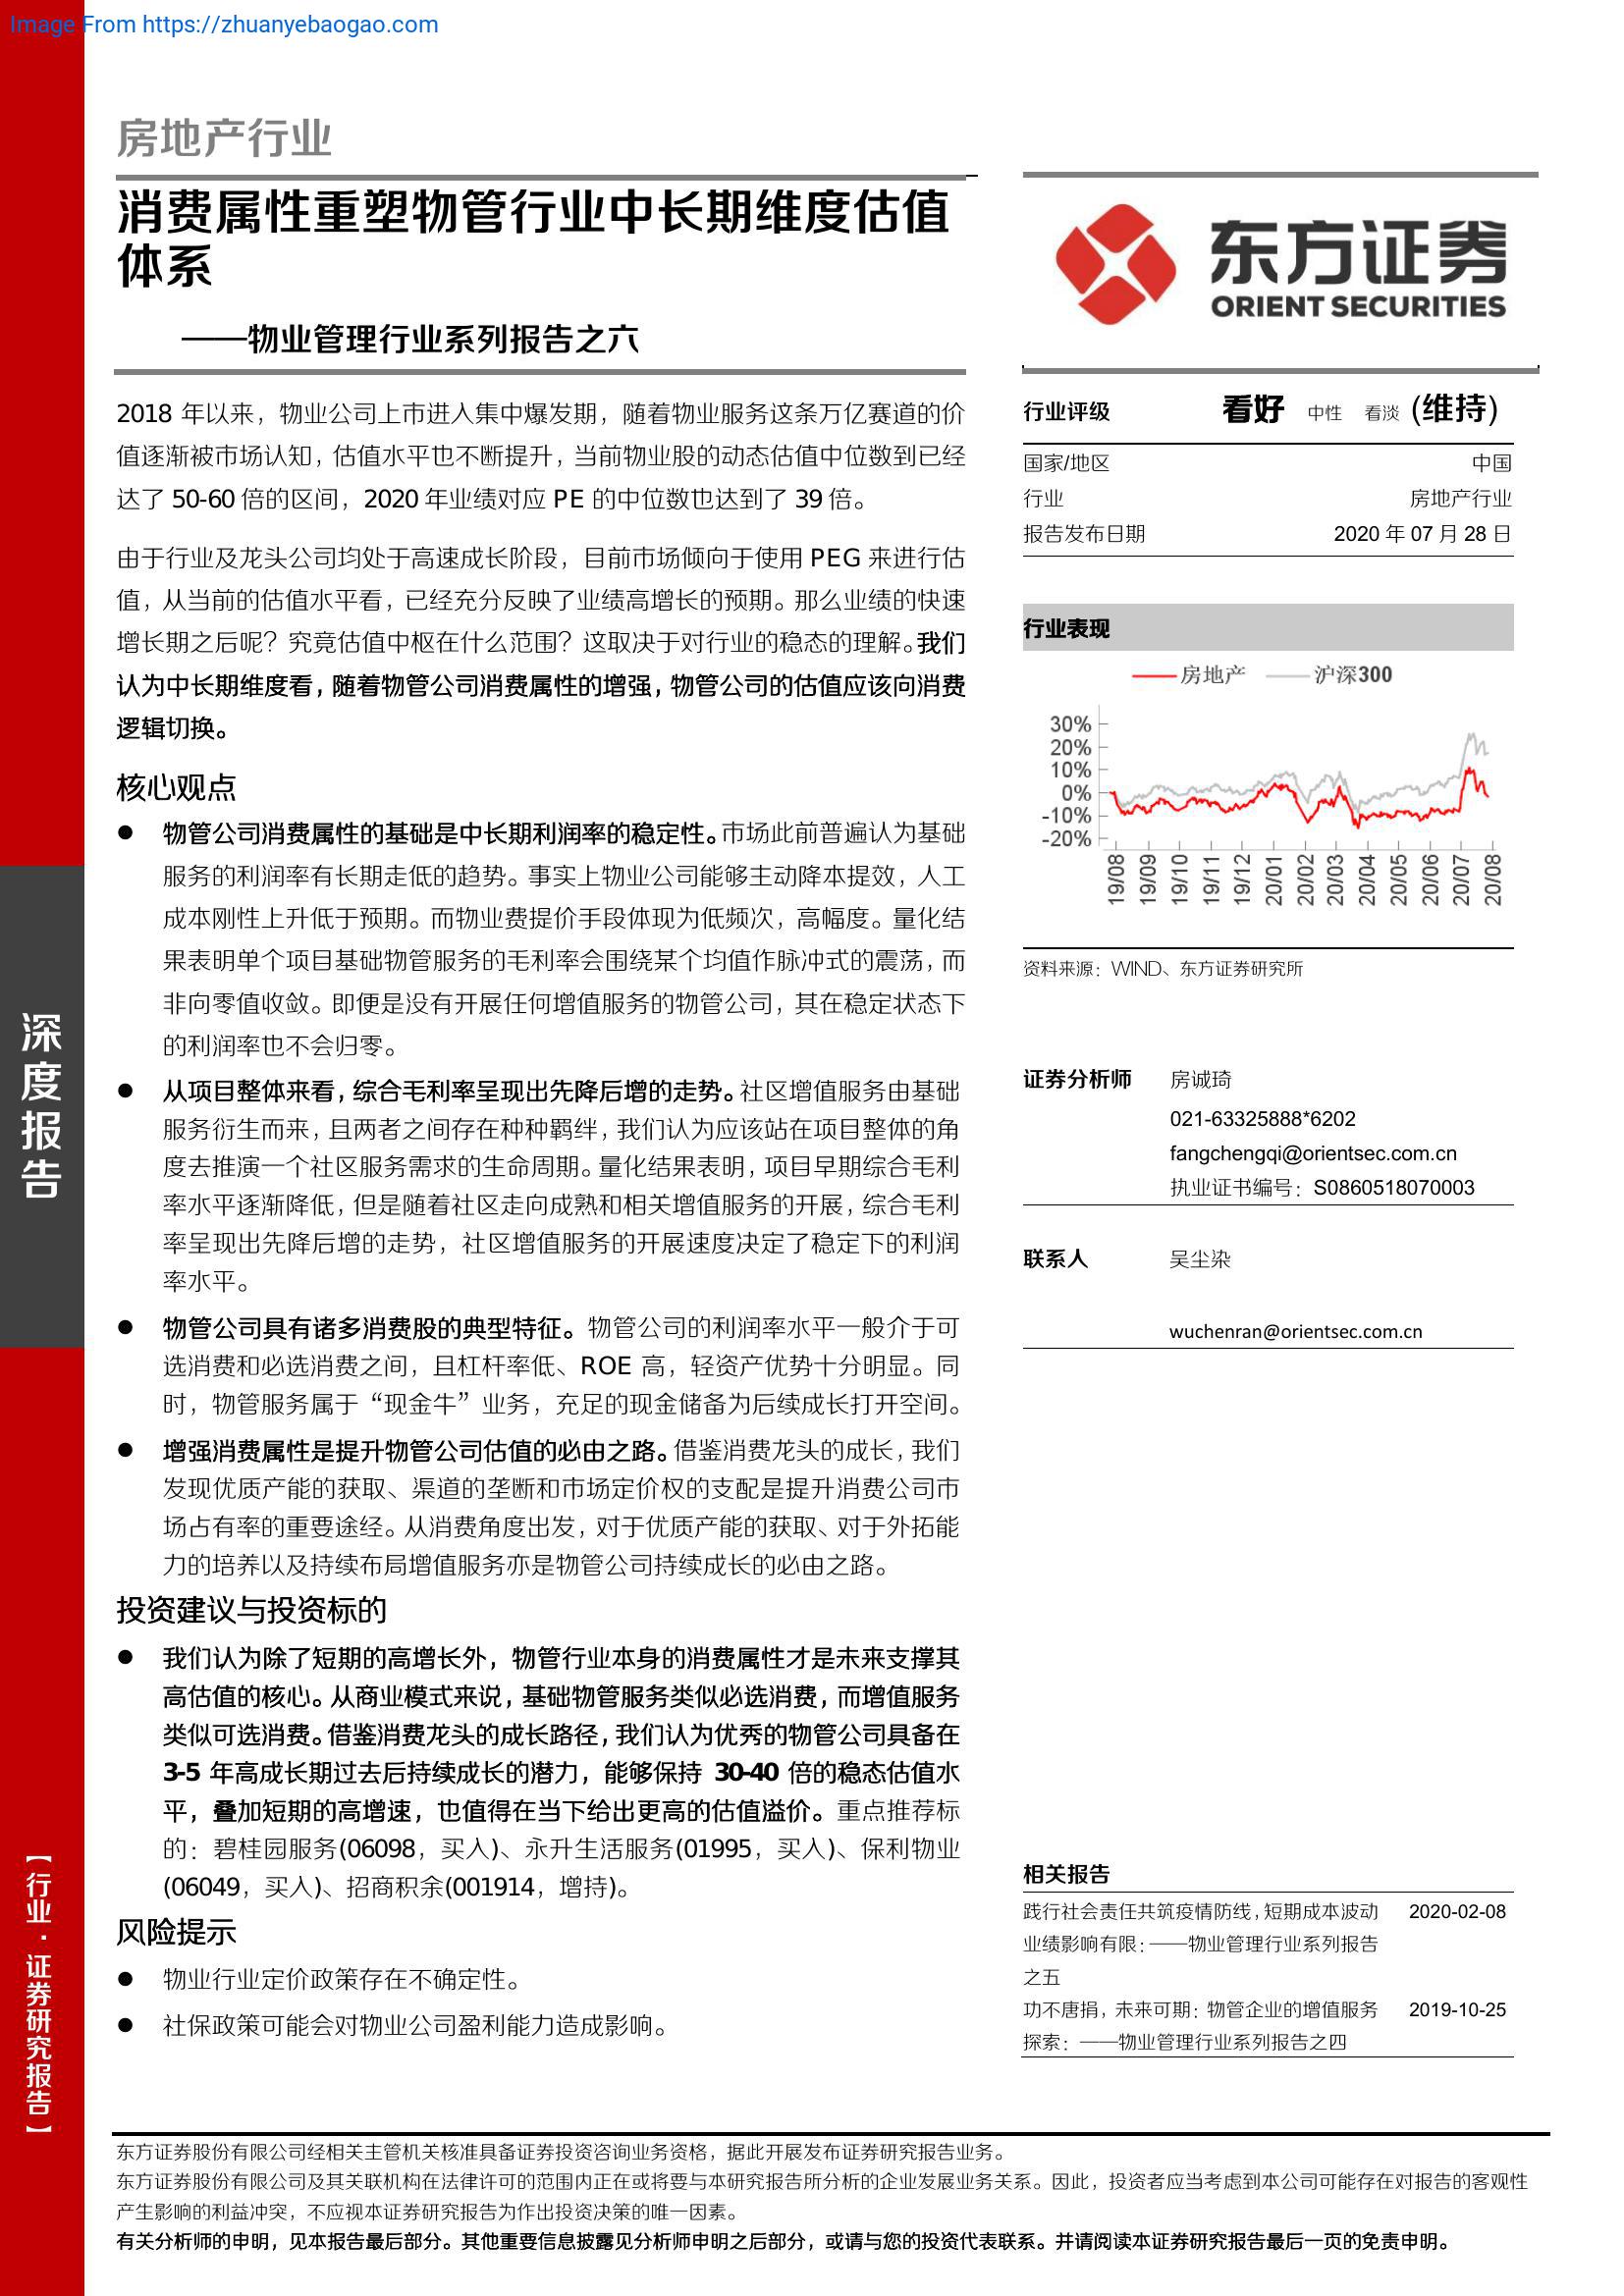 Image From https://zhuanyebaogao.com
房地产行业
消费属性重塑物管行业中长期维度估值
体系
——物业管理行业系列报告之六
2018 年以来，物业公司上市进入集中爆发期，随着物业服务这条万亿赛道的价
值逐渐被市场认知，估值水平也不断提升，当前物业股的动态估值中位数到已经
达了 50-60 倍的区间，2020 年业绩对应 PE 的中位数也达到了 39 倍。
由于行业及龙头公司均处于高速成长阶段，目前市场倾向于使用 PEG 来进行估
值，从当前的估值水平看，已经充分反映了业绩高增长的预期。那么业绩的快速
增长期之后呢？究竟估值中枢在什么范围？这取决于对行业的稳态的理解。我们
认为中长期维度看，随着物管公司消费属性的增强，物管公司的估值应该向消费
逻辑切换。
核心观点
● 物管公司消费属性的基础是中长期利润率的稳定性。市场此前普遍认为基础
服务的利润率有长期走低的趋势。事实上物业公司能够主动降本提效，人工
成本刚性上升低于预期。而物业费提价手段体现为低频次，高幅度。量化结
果表明单个项目基础物管服务的毛利率会围绕某个均值作脉冲式的震荡，而
非向零值收敛。即便是没有开展任何增值服务的物管公司，其在稳定状态下
的利润率也不会归零。
● 从项目整体来看，综合毛利率呈现出先降后增的走势。社区增值服务由基础
服务衍生而来，且两者之间存在种种羁绊，我们认为应该站在项目整体的角
度去推演一个社区服务需求的生命周期。量化结果表明，项目早期综合毛利
率水平逐渐降低，但是随着社区走向成熟和相关增值服务的开展，综合毛利
率呈现出先降后增的走势，社区增值服务的开展速度决定了稳定下的利润
率水平。
● 物管公司具有诸多消费股的典型特征。物管公司的利润率水平一般介于可
选消费和必选消费之间，且杠杆率低、ROE 高，轻资产优势十分明显。同
时，物管服务属于“现金牛”业务，充足的现金储备为后续成长打开空间。
● 增强消费属性是提升物管公司估值的必由之路。借鉴消费龙头的成长，我们
发现优质产能的获取、渠道的垄断和市场定价权的支配是提升消费公司市
场占有率的重要途经。从消费角度出发，对于优质产能的获取、对于外拓能
力的培养以及持续布局增值服务亦是物管公司持续成长的必由之路。
投资建议与投资标的
● 我们认为除了短期的高增长外，物管行业本身的消费属性才是未来支撑其
高估值的核心。从商业模式来说，基础物管服务类似必选消费，而增值服务
类似可选消费。借鉴消费龙头的成长路径，我们认为优秀的物管公司具备在
3-5 年高成长期过去后持续成长的潜力，能够保持 30-40 倍的稳态估值水
平，叠加短期的高增速，也值得在当下给出更高的估值溢价。重点推荐标
的：碧桂园服务(06098，买入)、永升生活服务(01995，买入)、保利物业
(06049，买入)、招商积余(001914，增持)。
风险提示
● 物业行业定价政策存在不确定性。
● 社保政策可能会对物业公司盈利能力造成影响。
东方证券
ORIENT SECURITIES
行业评级 看好 中性 看淡 (维持)
国家/地区 中国
行业 房地产行业
报告发布日期 2020 年 07 月 28 日
行业表现
房地产 沪深300
30%
20%
10%
0%
-10%
-20%
19/08 19/09 19/10 19/11 19/12 20/01 20/02 20/03 20/04 20/05 20/06 20/07 20/08
资料来源：WIND、东方证券研究所
证券分析师 房诚琦
021-63325888*6202
fangchengqi@orientsec.com.cn
执业证书编号：S0860518070003
联系人 吴尘染
wuchenran@orientsec.com.cn
相关报告
践行社会责任共筑疫情防线，短期成本波动 2020-02-08
业绩影响有限：——物业管理行业系列报告
之五
功不唐捐，未来可期：物管企业的增值服务 2019-10-25
探索：——物业管理行业系列报告之四
深度报告
【行业·证券研究报告】
东方证券股份有限公司经相关主管机关核准具备证券投资咨询业务资格，据此开展发布证券研究报告业务。
东方证券股份有限公司及其关联机构在法律许可的范围内正在或将要与本研究报告所分析的企业发展业务关系。因此，投资者应当考虑到本公司可能存在对报告的客观性
产生影响的利益冲突，不应视本证券研究报告为作出投资决策的唯一因素。
有关分析师的申明，见本报告最后部分。其他重要信息披露见分析师申明之后部分，或请与您的投资代表联系。并请阅读本证券研究报告最后一页的免责申明。